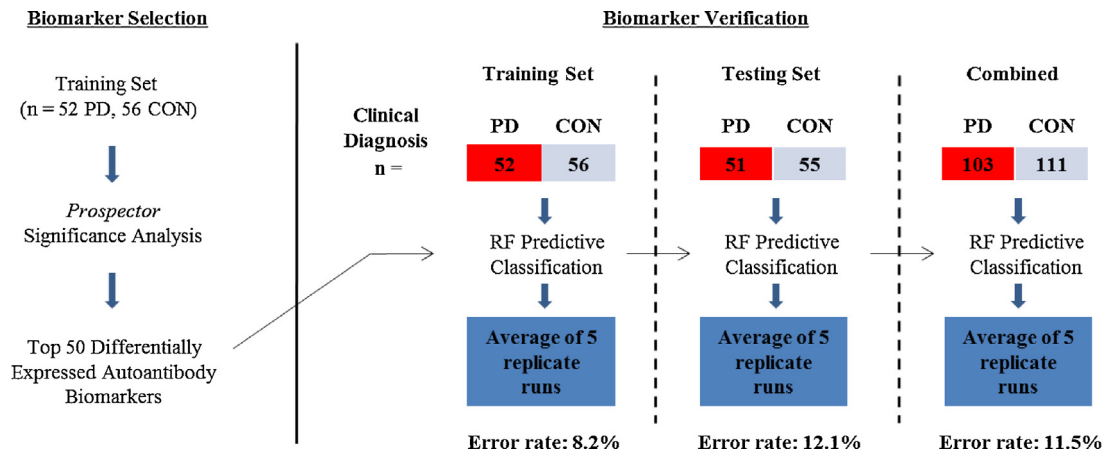 Biomarker Selection
Training Set
(n = 52 PD, 56 CON)
Prospector
Significance Analysis
Top 50 Differentially
Expressed Autoantibody
Biomarkers
Biomarker Verification
Clinical
Diagnosis
n =
Training Set
PD CON
52 56
RF Predictive
Classification
Average of 5
replicate
runs
Error rate: 8.2%
Testing Set
PD CON
51 55
RF Predictive
Classification
Average of 5
replicate
runs
Error rate: 12.1%
Combined
PD CON
103 111
RF Predictive
Classification
Average of 5
replicate
runs
Error rate: 11.5%